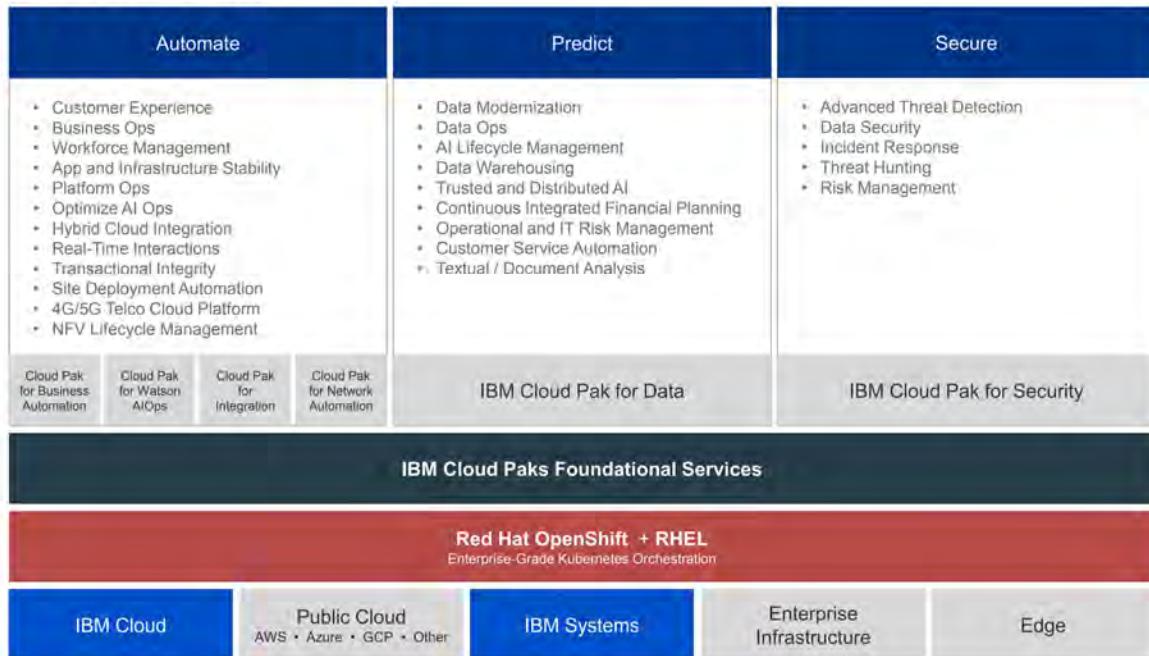 Automate
Predict
Secure
• Customer Experience
• Business Ops
• Workforce Management
• App and Infrastructure Stability
• Platform Ops
• Optimize AI Ops
• Hybrid Cloud Integration
• Real-Time Interactions
• Transactional Integrity
• Site Deployment Automation
• 4G/5G Telco Cloud Platform
• NFV Lifecycle Management
• Data Modernization
• Data Ops
• AI Lifecycle Management
• Data Warehousing
• Trusted and Distributed AI
• Continuous Integrated Financial Planning
• Operational and IT Risk Management
• Customer Service Automation
• Textual / Document Analysis
• Advanced Threat Detection
• Data Security
• Incident Response
• Threat Hunting
• Risk Management
Cloud Pak
for Business
Automation
Cloud Pak
for Watson
AIOps
Cloud Pak
for
Integration
Cloud Pak
for Network
Automation
IBM Cloud Pak for Data
IBM Cloud Pak for Security
IBM Cloud Paks Foundational Services
Red Hat OpenShift + RHEL
Enterprise-Grade Kubernetes Orchestration
IBM Cloud
Public Cloud
AWS • Azure • GCP • Other
IBM Systems
Enterprise
Infrastructure
Edge